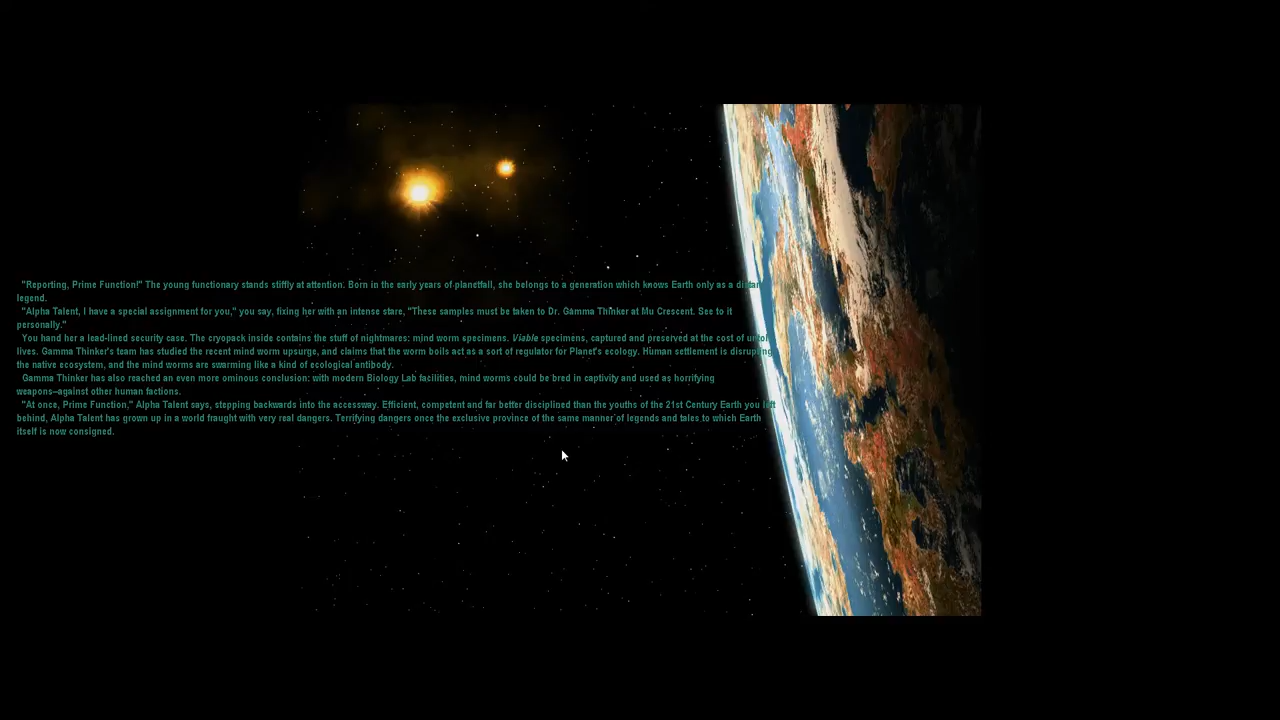 "Reporting, Prime Function!" The young functionary stands stiffly at attention. Born in the early years of planetfall, she belongs to a generation which knows Earth only as a distant
legend.
"Alpha Talent, I have a special assignment for you," you say, fixing her with an intense stare, "These samples must be taken to Dr. Gamma Thinker at Mu Crescent. See to it
personally."
You hand her a lead-lined security case. The cryopack inside contains the stuff of nightmares: mind worm specimens. Viable specimens, captured and preserved at the cost of untold
lives. Gamma Thinker's team has studied the recent mind worm upsurge, and claims that the worm boils act as a sort of regulator for Planet's ecology. Human settlement is disrupting
the native ecosystem, and the mind worms are swarming like a kind of ecological antibody.
Gamma Thinker has also reached an even more ominous conclusion: with modern Biology Lab facilities, mind worms could be bred in captivity and used as horrifying
weapons--against other human factions.
"At once, Prime Function," Alpha Talent says, stepping backwards into the accessway. Efficient, competent and far better disciplined than the youths of the 21st Century Earth you left
behind, Alpha Talent has grown up in a world fraught with very real dangers. Terrifying dangers once the exclusive province of the same manner of legends and tales to which Earth
itself is now consigned.